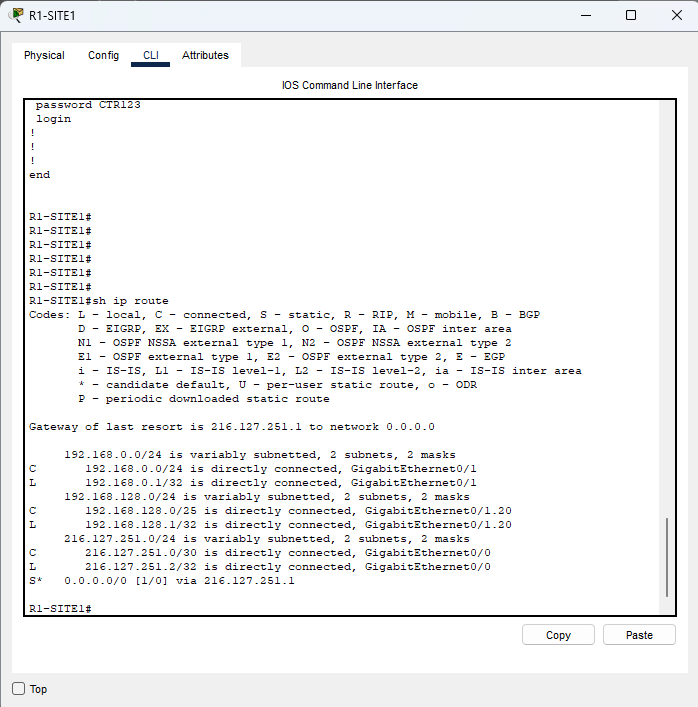 R1-SITE1
Physical Config CLI Attributes
IOS Command Line Interface
password CTR123
login
!
!
!
end
R1-SITE1#
R1-SITE1#
R1-SITE1#
R1-SITE1#
R1-SITE1#
R1-SITE1#
R1-SITE1#sh ip route
Codes: L - local, C - connected, S - static, R - RIP, M - mobile, B - BGP
D - EIGRP, EX - EIGRP external, O - OSPF, IA - OSPF inter area
N1 - OSPF NSSA external type 1, N2 - OSPF NSSA external type 2
E1 - OSPF external type 1, E2 - OSPF external type 2, E - EGP
i - IS-IS, L1 - IS-IS level-1, L2 - IS-IS level-2, ia - IS-IS inter area
* - candidate default, U - per-user static route, o - ODR
P - periodic downloaded static route
Gateway of last resort is 216.127.251.1 to network 0.0.0.0
192.168.0.0/24 is variably subnetted, 2 subnets, 2 masks
C 192.168.0.0/24 is directly connected, GigabitEthernet0/1
L 192.168.0.1/32 is directly connected, GigabitEthernet0/1
192.168.128.0/24 is variably subnetted, 2 subnets, 2 masks
C 192.168.128.0/25 is directly connected, GigabitEthernet0/1.20
L 192.168.128.1/32 is directly connected, GigabitEthernet0/1.20
216.127.251.0/24 is variably subnetted, 2 subnets, 2 masks
C 216.127.251.0/30 is directly connected, GigabitEthernet0/0
L 216.127.251.2/32 is directly connected, GigabitEthernet0/0
S* 0.0.0.0/0 [1/0] via 216.127.251.1
R1-SITE1#
Copy Paste
Top